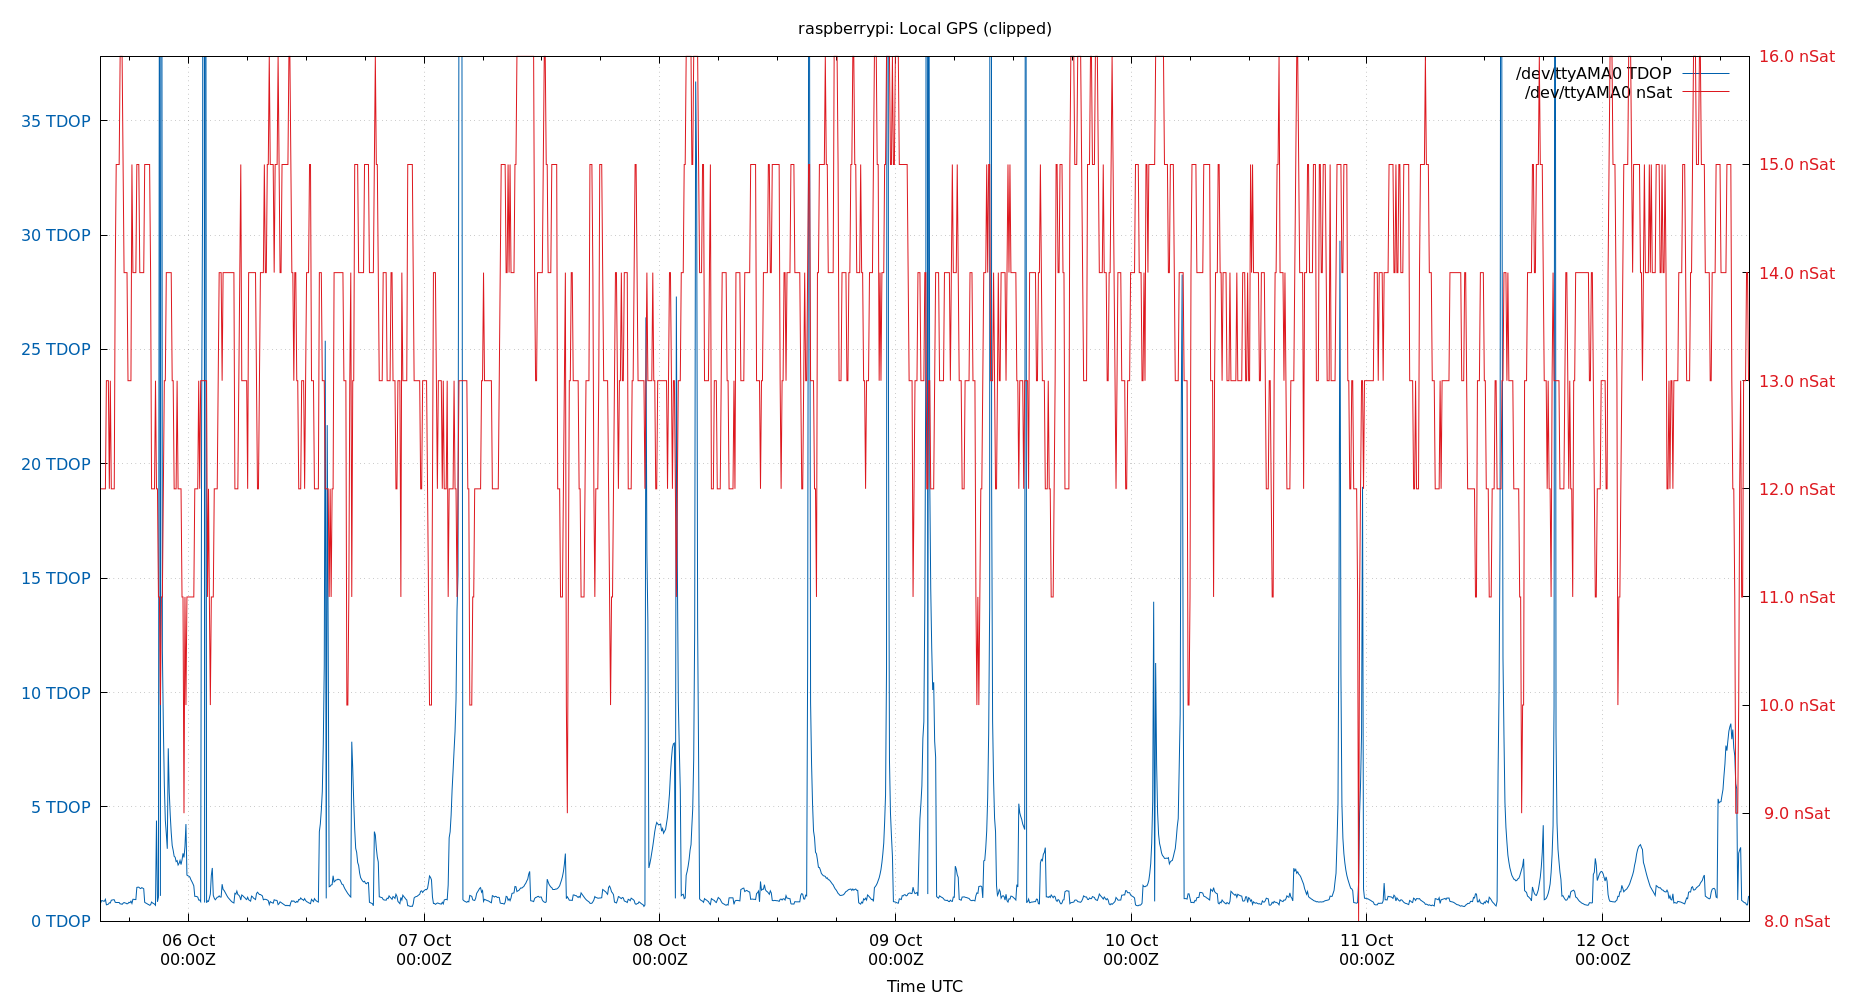 raspberrypi: Local GPS (clipped)
/dev/ttyAMA0 TDOP
/dev/ttyAMA0 nSat
35 TDOP
30 TDOP
25 TDOP
20 TDOP
15 TDOP
10 TDOP
5 TDOP
0 TDOP
16.0 nSat
15.0 nSat
14.0 nSat
13.0 nSat
12.0 nSat
11.0 nSat
10.0 nSat
9.0 nSat
8.0 nSat
06 Oct
00:00Z
07 Oct
00:00Z
08 Oct
00:00Z
09 Oct
00:00Z
10 Oct
00:00Z
11 Oct
00:00Z
12 Oct
00:00Z
Time UTC